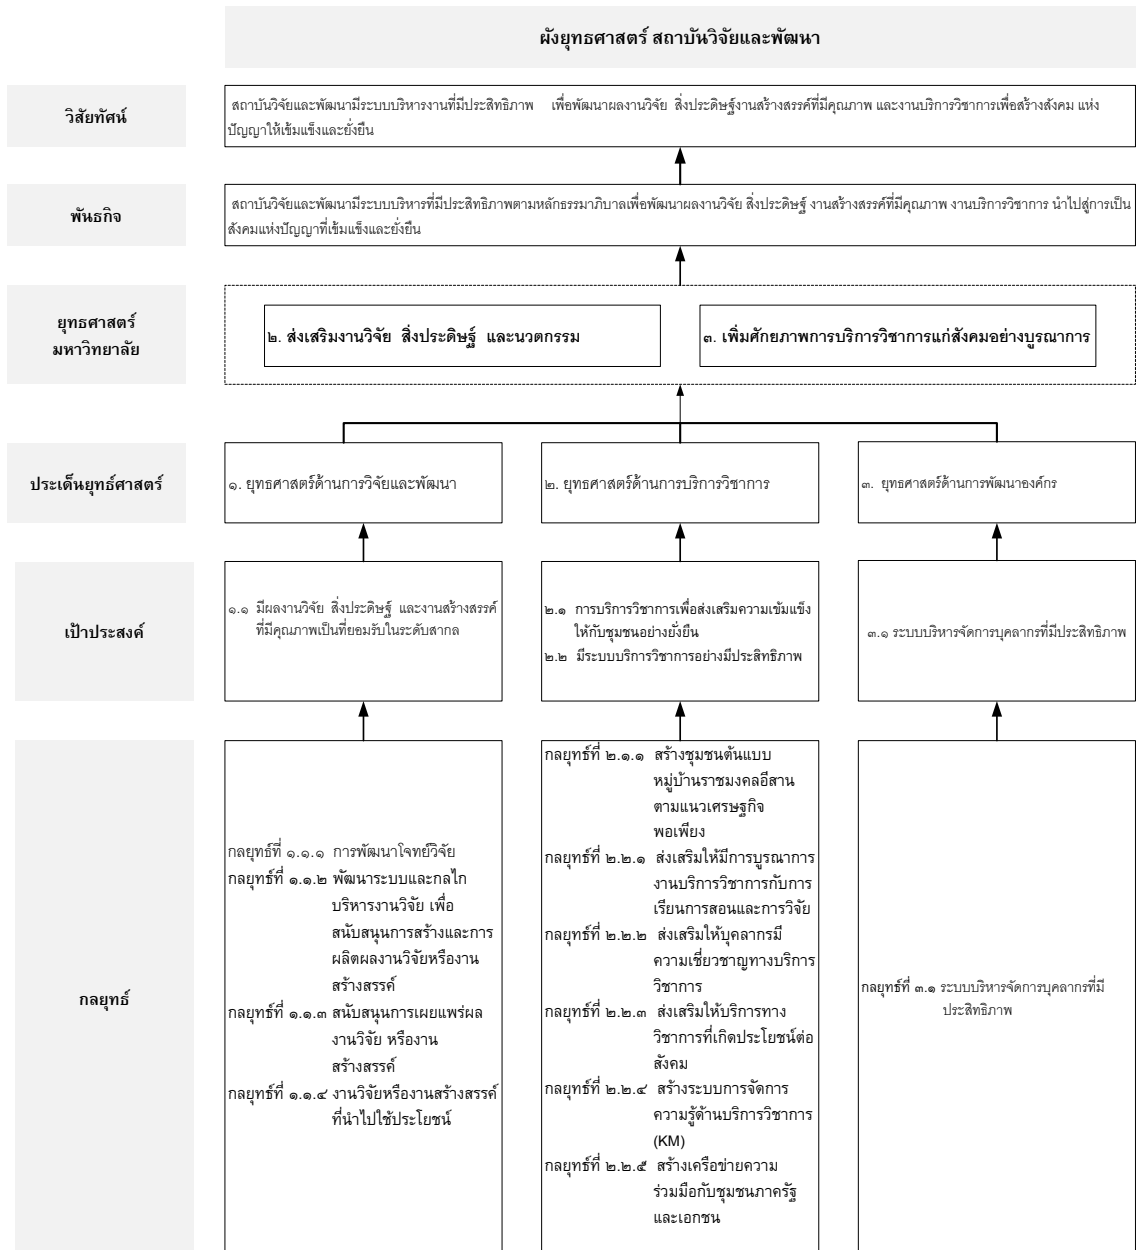 ผังยุทธศาสตร์ สถาบันวิจัยและพัฒนา
วิสัยทัศน์
สถาบันวิจัยและพัฒนามีระบบบริหารงานที่มีประสิทธิภาพ เพื่อพัฒนาผลงานวิจัย สิ่งประดิษฐ์งานสร้างสรรค์ที่มีคุณภาพ และงานบริการวิชาการเพื่อสร้างสังคม แห่ง
ปัญญาให้เข้มแข็งและยั่งยืน
พันธกิจ
สถาบันวิจัยและพัฒนามีระบบบริหารที่มีประสิทธิภาพตามหลักธรรมาภิบาลเพื่อพัฒนาผลงานวิจัย สิ่งประดิษฐ์ งานสร้างสรรค์ที่มีคุณภาพ งานบริการวิชาการ นำไปสู่การเป็น
สังคมแห่งปัญญาที่เข้มแข็งและยั่งยืน
ยุทธศาสตร์
มหาวิทยาลัย
๒. ส่งเสริมงานวิจัย สิ่งประดิษฐ์ และนวตกรรม
๓. เพิ่มศักยภาพการบริการวิชาการแก่สังคมอย่างบูรณาการ
ประเด็นยุทธ์ศาสตร์
๑. ยุทธศาสตร์ด้านการวิจัยและพัฒนา
๒. ยุทธศาสตร์ด้านการบริการวิชาการ
๓. ยุทธศาสตร์ด้านการพัฒนาองค์กร
เป้าประสงค์
๑.๑ มีผลงานวิจัย สิ่งประดิษฐ์ และงานสร้างสรรค์
ที่มีคุณภาพเป็นที่ยอมรับในระดับสากล
๒.๑ การบริการวิชาการเพื่อส่งเสริมความเข้มแข็ง
ให้กับชุมชนอย่างยั่งยืน
๒.๒ มีระบบบริการวิชาการอย่างมีประสิทธิภาพ
๓.๑ ระบบบริหารจัดการบุคลากรที่มีประสิทธิภาพ
กลยุทธ์
กลยุทธ์ที่ ๑.๑.๑ การพัฒนาโจทย์วิจัย
กลยุทธ์ที่ ๑.๑.๒ พัฒนาระบบและกลไก
บริหารงานวิจัย เพื่อ
สนับสนุนการสร้างและการ
ผลิตผลงานวิจัยหรืองาน
สร้างสรรค์
กลยุทธ์ที่ ๑.๑.๓ สนับสนุนการเผยแพร่ผล
งานวิจัย หรืองาน
สร้างสรรค์
กลยุทธ์ที่ ๑.๑.๔ งานวิจัยหรืองานสร้างสรรค์
ที่นำไปใช้ประโยชน์
กลยุทธ์ที่ ๒.๑.๑ สร้างชุมชนต้นแบบ
หมู่บ้านราชมงคลอีสาน
ตามแนวเศรษฐกิจ
พอเพียง
กลยุทธ์ที่ ๒.๒.๑ ส่งเสริมให้มีการบูรณาการ
งานบริการวิชาการกับการ
เรียนการสอนและการวิจัย
กลยุทธ์ที่ ๒.๒.๒ ส่งเสริมให้บุคลากรมี
ความเชี่ยวชาญทางบริการ
วิชาการ
กลยุทธ์ที่ ๒.๒.๓ ส่งเสริมให้บริการทาง
วิชาการที่เกิดประโยชน์ต่อ
สังคม
กลยุทธ์ที่ ๒.๒.๔ สร้างระบบการจัดการ
ความรู้ด้านบริการวิชาการ
(KM)
กลยุทธ์ที่ ๒.๒.๕ สร้างเครือข่ายความ
ร่วมมือกับชุมชนภาครัฐ
และเอกชน
กลยุทธ์ที่ ๓.๑ ระบบบริหารจัดการบุคลากรที่มี
ประสิทธิภาพ